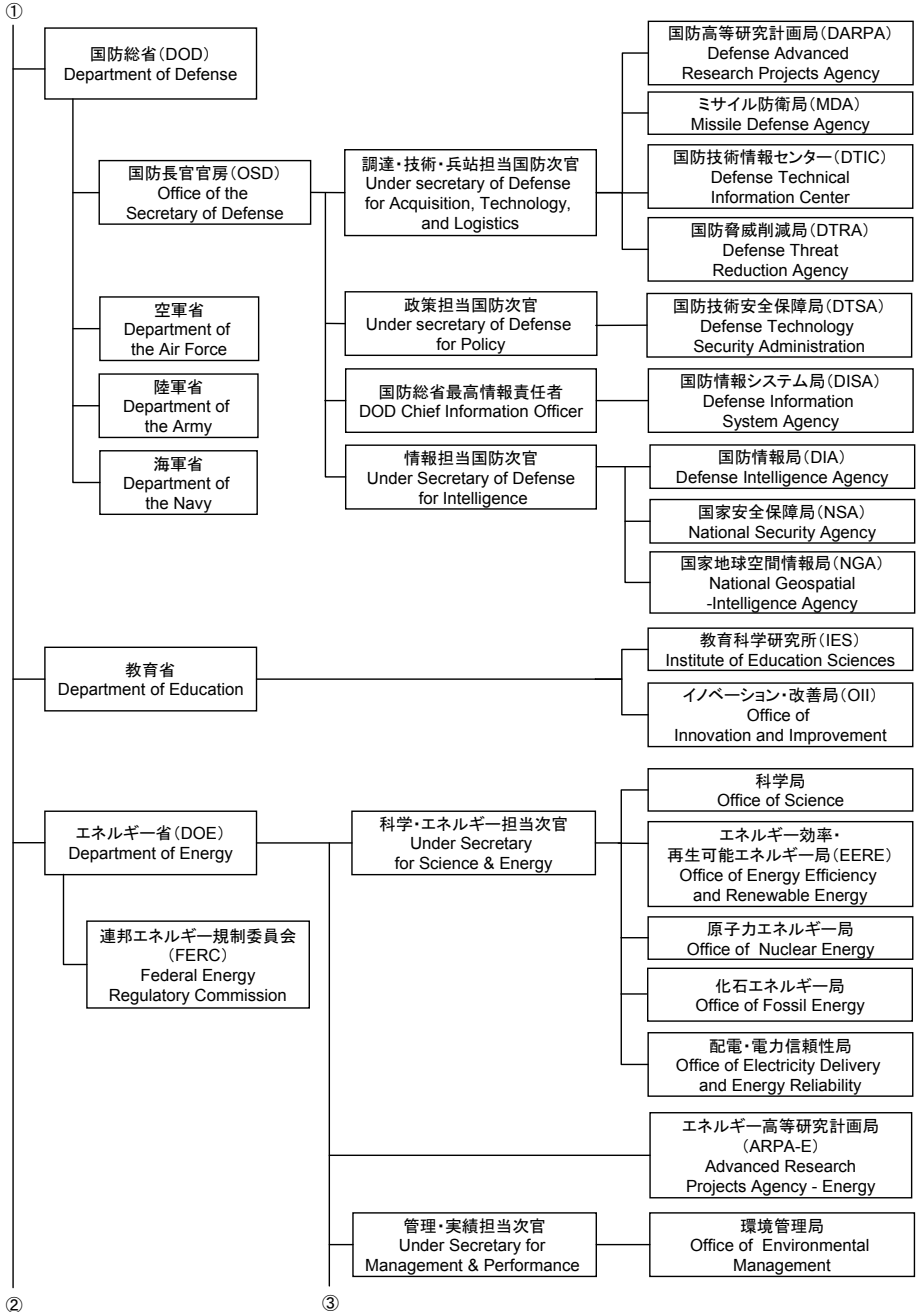 ①
国防総省(DOD)
Department of Defense
国防長官官房(OSD)
Office of the
Secretary of Defense
空軍省
Department of
the Air Force
陸軍省
Department of
the Army
海軍省
Department of
the Navy
調達・技術・兵站担当国防次官
Under secretary of Defense
for Acquisition, Technology,
and Logistics
国防高等研究計画局(DARPA)
Defense Advanced
Research Projects Agency
ミサイル防衛局(MDA)
Missile Defense Agency
国防技術情報センター(DTIC)
Defense Technical
Information Center
国防脅威削減局(DTRA)
Defense Threat
Reduction Agency
政策担当国防次官
Under secretary of Defense
for Policy
国防技術安全保障局(DTSA)
Defense Technology
Security Administration
国防総省最高情報責任者
DOD Chief Information Officer
国防情報システム局(DISA)
Defense Information
System Agency
情報担当国防次官
Under Secretary of Defense
for Intelligence
国防情報局(DIA)
Defense Intelligence Agency
国家安全保障局(NSA)
National Security Agency
国家地球空間情報局(NGA)
National Geospatial
-Intelligence Agency
教育省
Department of Education
教育科学研究所(IES)
Institute of Education Sciences
イノベーション・改善局(OII)
Office of
Innovation and Improvement
エネルギー省(DOE)
Department of Energy
連邦エネルギー規制委員会
(FERC)
Federal Energy
Regulatory Commission
科学・エネルギー担当次官
Under Secretary
for Science & Energy
科学局
Office of Science
エネルギー効率・
再生可能エネルギー局(EERE)
Office of Energy Efficiency
and Renewable Energy
原子力エネルギー局
Office of Nuclear Energy
化石エネルギー局
Office of Fossil Energy
配電・電力信頼性局
Office of Electricity Delivery
and Energy Reliability
エネルギー高等研究計画局
(ARPA-E)
Advanced Research
Projects Agency - Energy
管理・実績担当次官
Under Secretary for
Management & Performance
環境管理局
Office of Environmental
Management
②
③